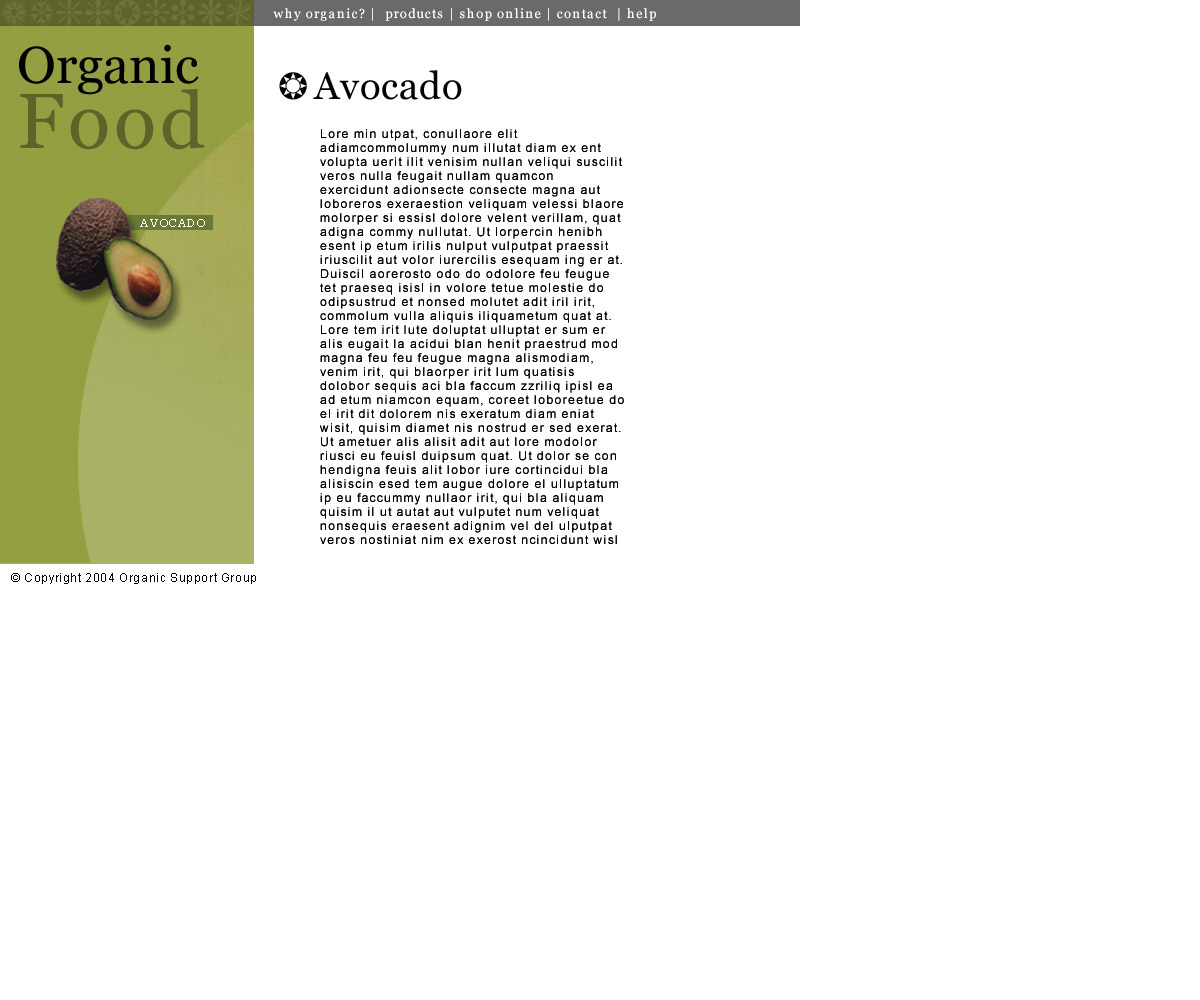 why organic? | products | shop online | contact | help
Organic
Food
AVOCADO
Avocado
Lore min utpat, conullaore elit
adiamcommolummy num illutat diam ex ent
volupta uerit ilit venisim nullan veliqui suscilit
veros nulla feugait nullam quamcon
exercidunt adionsecte consecte magna aut
loboreros exeraestion veliquam velessi blaore
molorper si essisl dolore velent verillam, quat
adigna commy nullutat. Ut lorpercin henibh
esent ip etum irilis nulput vulputpat praessit
iriuscilit aut volor iurercilis esequam ing er at.
Duiscil aorerosto odo do odolore feu feugue
tet praeseq isisl in volore tetue molestie do
odipsustrud et nonsed molutet adit iril irit,
commolum vulla aliquis iliquametum quat at.
Lore tem irit lute doluptat ulluptat er sum er
alis eugait la acidui blan henit praestrud mod
magna feu feu feugue magna alismodiam,
venim irit, qui blaorper irit lum quatisis
dolobor sequis aci bla faccum zzriliq ipisl ea
ad etum niamcon equam, coreet loboreetue do
el irit dit dolorem nis exeratum diam eniat
wisit, quisim diamet nis nostrud er sed exerat.
Ut ametuer alis alisit adit aut lore modolor
riusci eu feuisl duipsum quat. Ut dolor se con
hendigna feuis alit lobor iure cortincidui bla
alisiscin esed tem augue dolore el ulluptatum
ip eu faccummy nullaor irit, qui bla aliquam
quisim il ut autat aut vulputet num veliquat
nonsequis eraesent adignim vel del ulputpat
veros nostiniat nim ex exerost ncincidunt wisl
© Copyright 2004 Organic Support Group